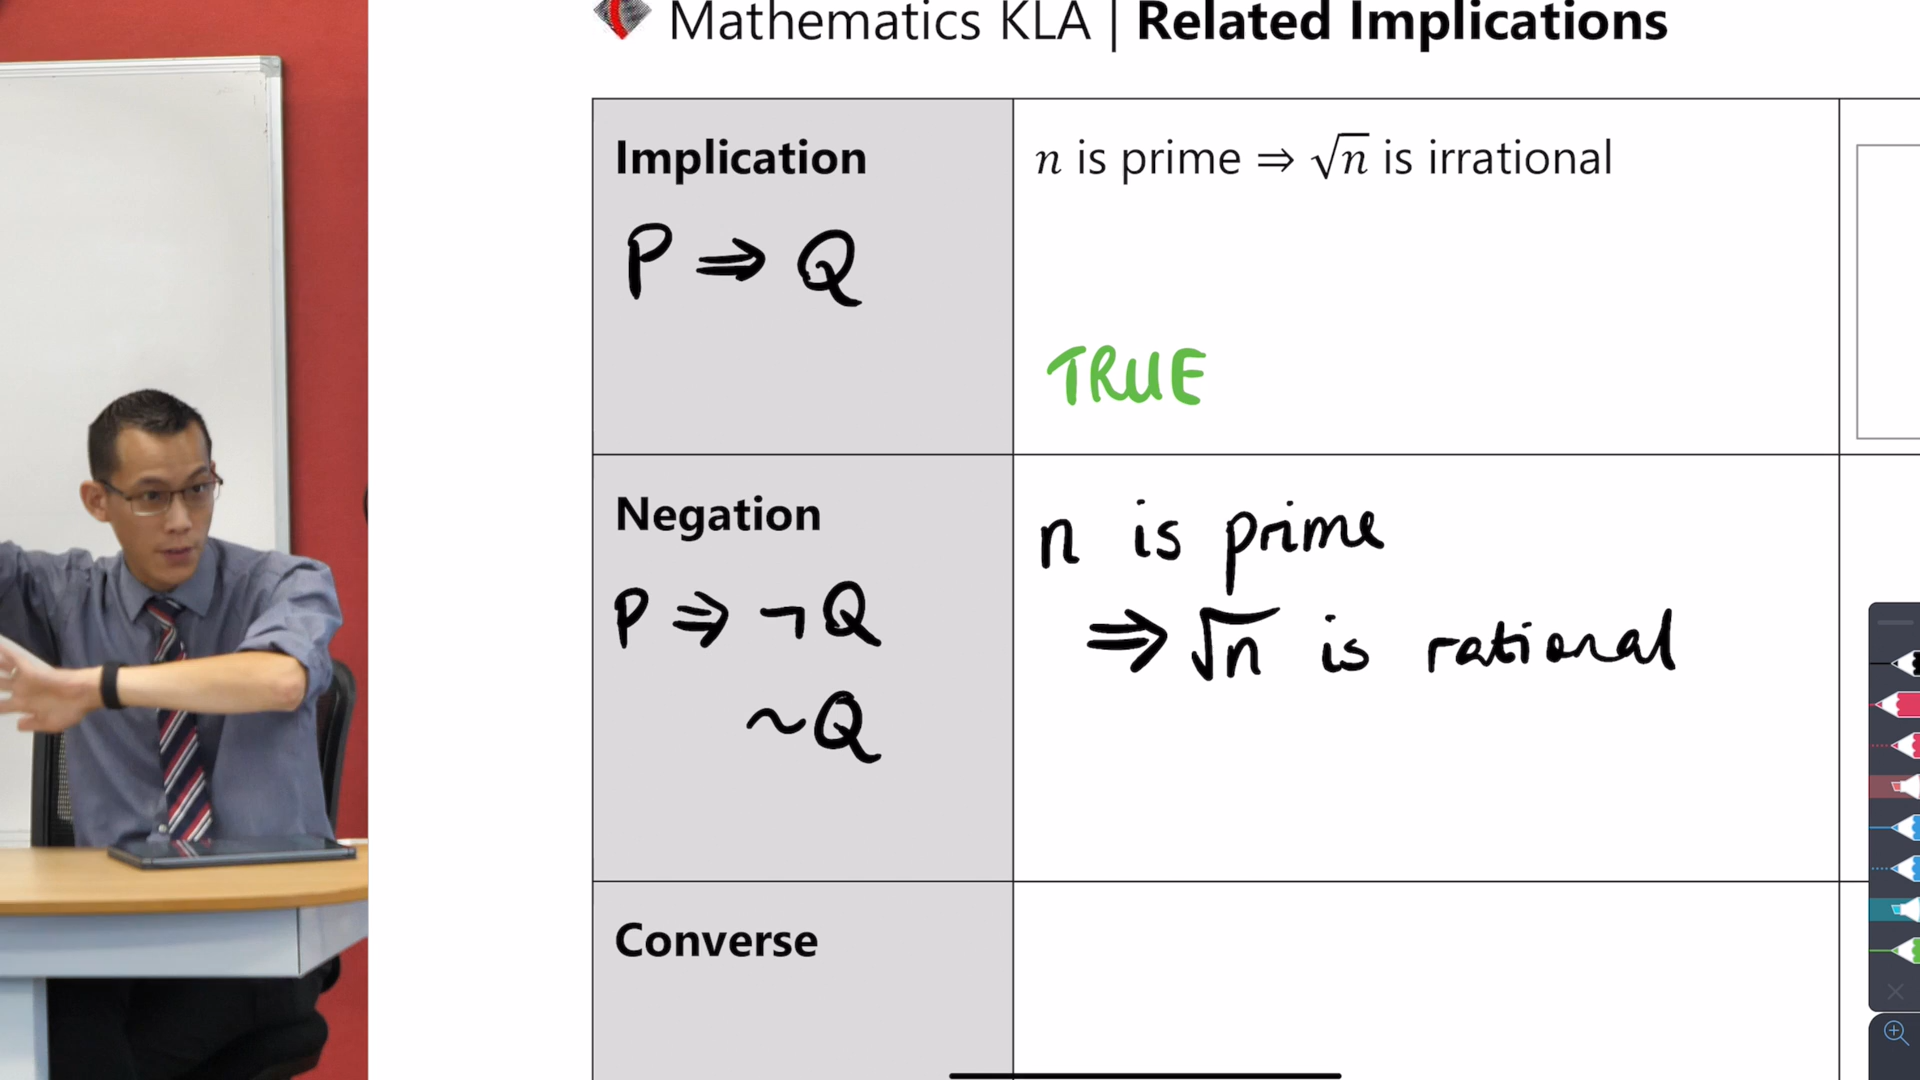 Mathematics KLA | Related Implications
Implication
n is prime ⇒ √n is irrational
P ⇒ Q
TRUE
Negation
n is prime
P ⇒ ¬Q
⇒ √n is rational
~Q
Converse